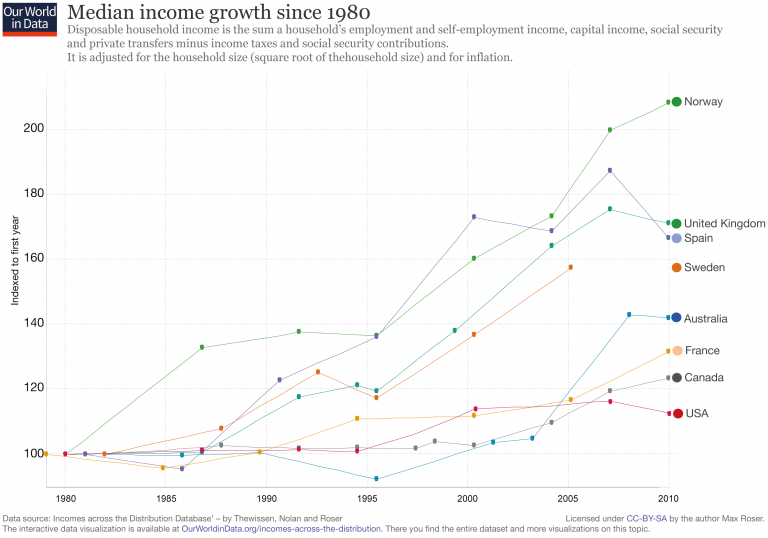 Our World
in Data
Median income growth since 1980
Disposable household income is the sum a household's employment and self-employment income, capital income, social security
and private transfers minus income taxes and social security contributions.
It is adjusted for the household size (square root of thehousehold size) and for inflation.
Norway
200
180
United Kingdom
Spain
160
Sweden
Indexed to first year
140
Australia
France
120
Canada
USA
100
1980 1985 1990 1995 2000 2005 2010
Data source: Incomes across the Distribution Database' – by Thewissen, Nolan and Roser Licensed under CC-BY-SA by the author Max Roser.
The interactive data visualization is available at OurWorldinData.org/incomes-across-the-distribution. There you find the entire dataset and more visualizations on this topic.